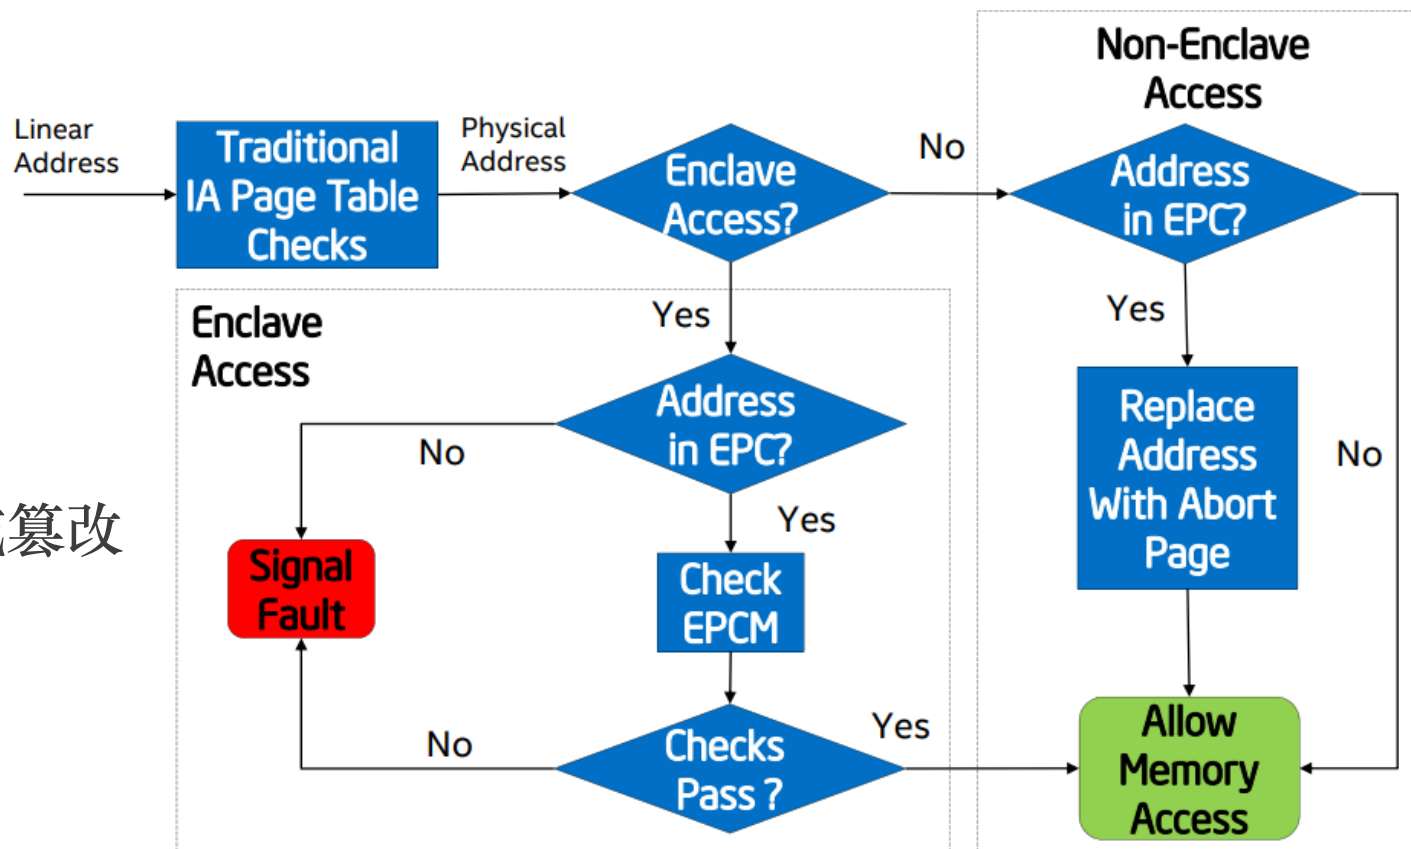 Non-Enclave
Access
Linear
Address
Traditional
IA Page Table
Checks
Physical
Address
Enclave
Access?
No
Address
in EPC?
Yes
Replace
Address
With Abort
Page
No
Enclave
Access
Yes
Address
in EPC?
No
Yes
Signal
Fault
Check
EPCM
No
Checks
Pass ?
Yes
Allow
Memory
Access
篡改